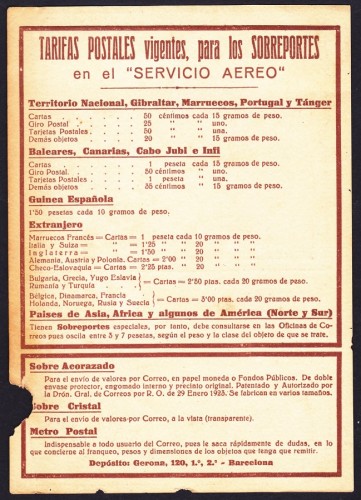 TARIFAS POSTALES vigentes, para los SOBREPORTES
en el "SERVICIO AEREO"
Territorio Nacional, Gibraltar, Marruecos, Portugal y Tánger
Cartas . . . . . 50 céntimos cada 15 gramos de peso.
Giro Postal . . . . 25 " " uno.
Tarjetas Postales . . . . 50 " " uno.
Demás objetos . . . . 20 " " 15 gramos de peso.
Baleares, Canarias, Cabo Jubi e Infi
Cartas . . . . . 1 peseta cada 15 gramos de peso.
Giro Postal . . . . 50 céntimos " uno.
Tarjetas Postales . . . . 1 peseta " uno.
Demás objetos . . . . 35 céntimos " 15 gramos de peso.
Guinea Española
1'50 pesetas cada 10 gramos de peso.
Extranjero
Marruecos Francés = Cartas = 1 peseta cada 10 gramos de peso.
Italia y Suiza = " = 1'25 " " 20 " " "
Inglaterra = " = 1'50 " " 20 " " "
Alemania, Austria y Polonia. Cartas = 2'00 " 20 " " "
Checo-Eslovaquia = Cartas = 2'25 ptas. " 20 " " "
Bulgaria, Grecia, Yugo Eslavia
Rumania y Turquía . } = Cartas = 2'50 ptas. cada 20 gramos de peso.
Bélgica, Dinamarca, Francia
Holanda, Noruega, Rusia y Suecia } = Cartas = 3'00 ptas. cada 20 gramos de peso.
Paises de Asia, Africa y algunos de América (Norte y Sur)
Tienen Sobreportes especiales, por tanto, debe consultarse en las Oficinas de Co-
rreos pues oscila entre 3 y 7 pesetas, según el peso y la clase del objeto de que se trate.
Sobre Acorazado
Para el envío de valores por Correo, en papel moneda o Fondos Públicos. De doble
envase protector, engomado interno y precinto original. Patentado y Autorizado por
la Drón. Gral. de Correos por R. O. de 29 Enero 1925. Se fabrican en varios tamaños.
Sobre Cristal
Para el envío de valores por Correo, a la vista (transparente).
Metro Postal
Indispensable a todo usuario del Correo, pues le saca rápidamente de dudas, en lo
que concierne al franqueo, pesos y dimensiones de los objetos que tenga que remitir.
Depósito: Gerona, 120, 1.º, 2.ª - Barcelona